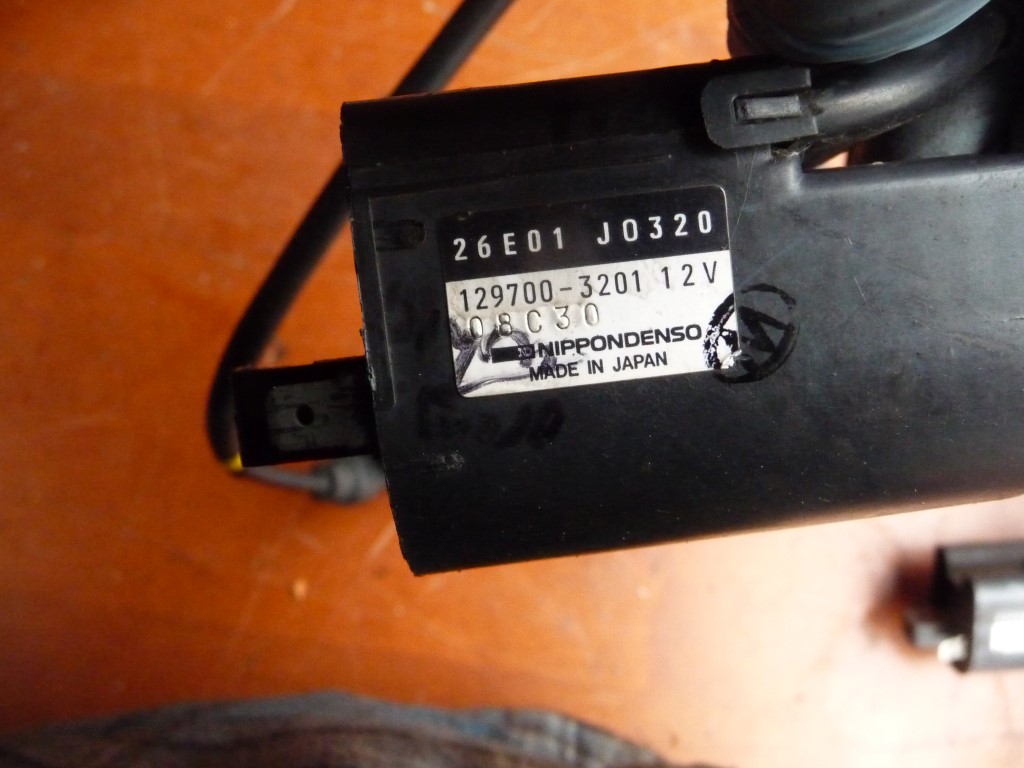 26E01 J0320
129700-3201 12V
08C30
NIPPONDENSO
MADE IN JAPAN
M